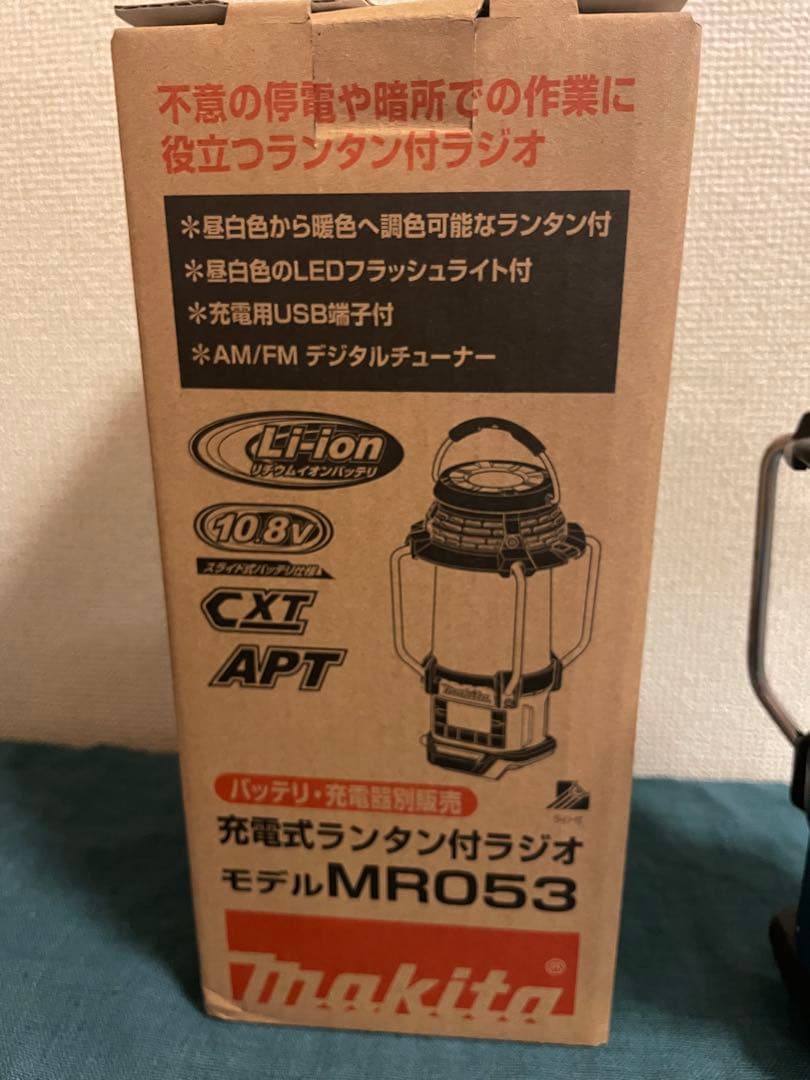 不意の停電や暗所での作業に
役立つランタン付ラジオ
＊昼白色から暖色へ調色可能なランタン付
＊昼白色のLEDフラッシュライト付
＊充電用USB端子付
＊AM/FM デジタルチューナー
Li-ion
リチウムイオンバッテリ
10.8V
スライド式バッテリ仕様
CXT
APT
makita
バッテリ・充電器別販売
充電式ランタン付ラジオ
モデルMR053
makita®